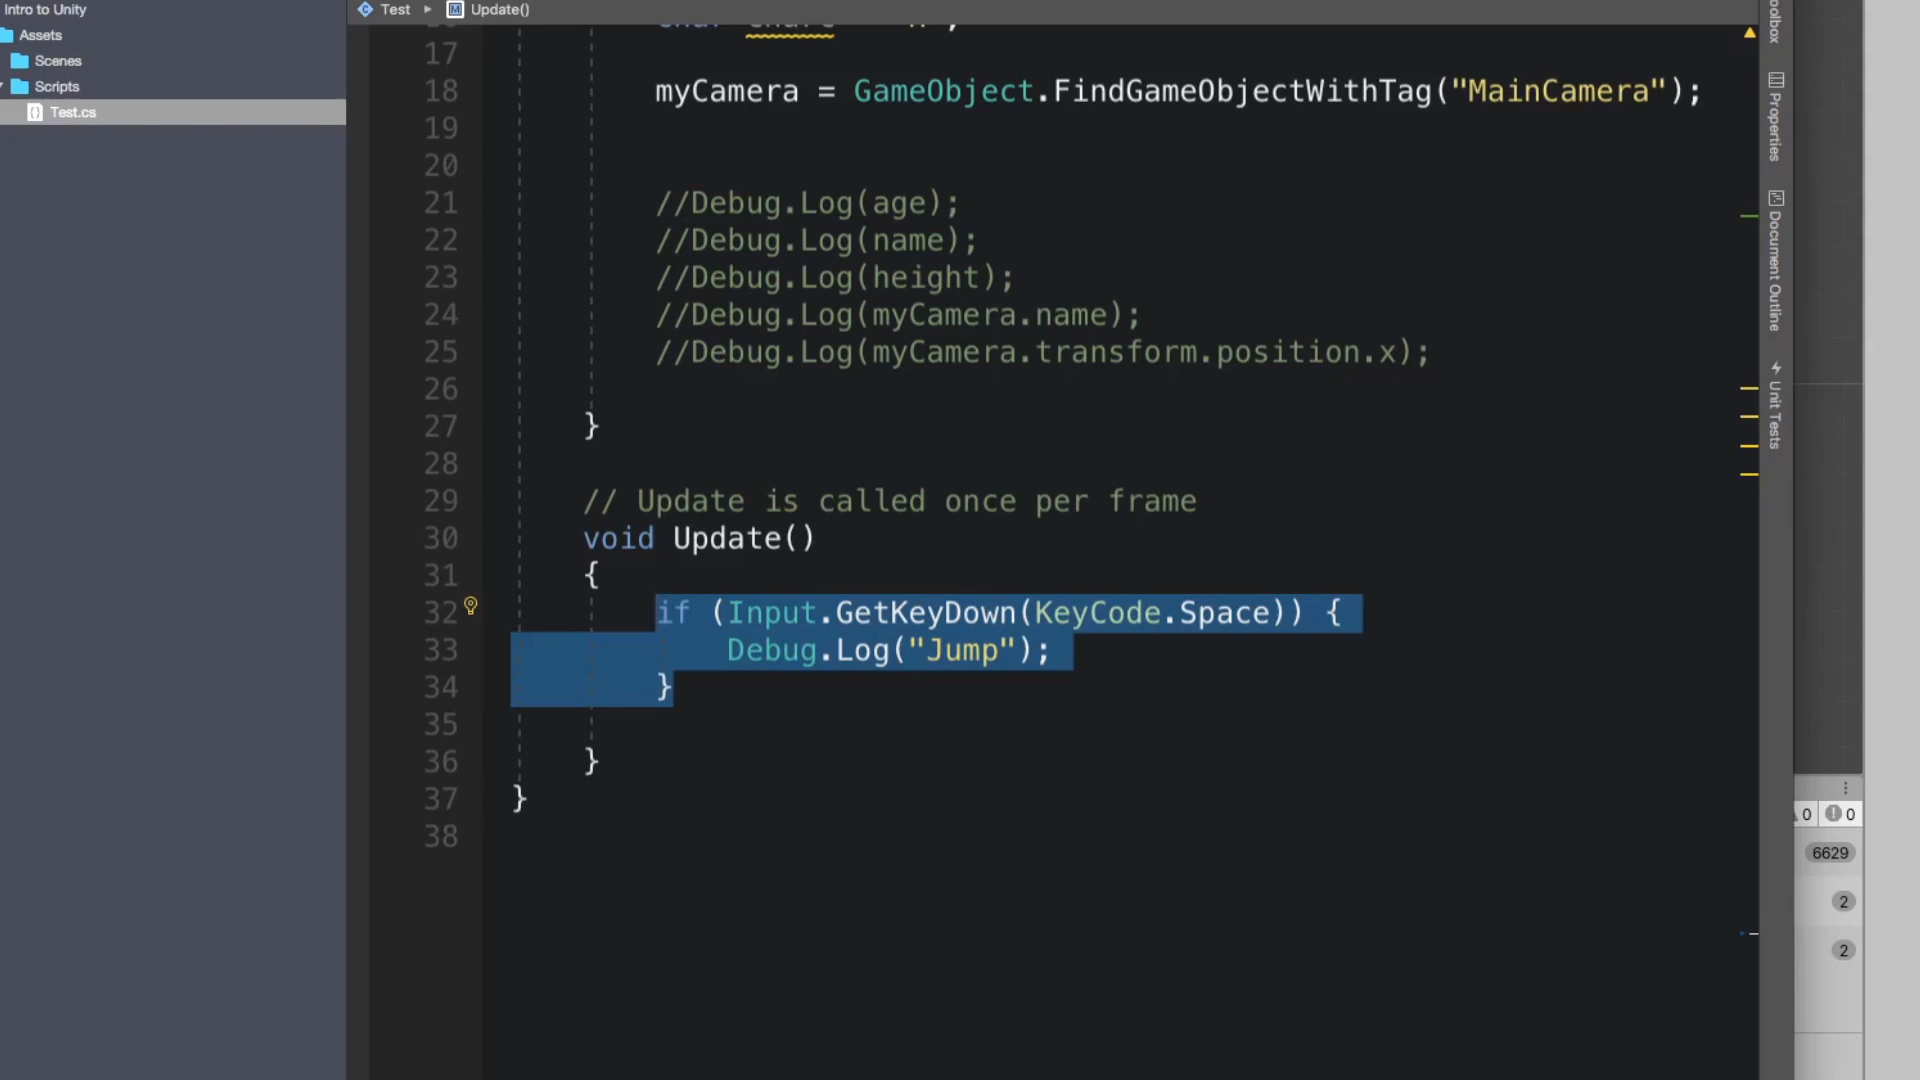 Intro to Unity
Assets
Scenes
Scripts
Test.cs
Test
Update()
17
18 myCamera = GameObject.FindGameObjectWithTag("MainCamera");
19
20
21 //Debug.Log(age);
22 //Debug.Log(name);
23 //Debug.Log(height);
24 //Debug.Log(myCamera.name);
25 //Debug.Log(myCamera.transform.position.x);
26
27 }
28
29 // Update is called once per frame
30 void Update()
31 {
32 if (Input.GetKeyDown(KeyCode.Space)) {
33 Debug.Log("Jump");
34 }
35
36 }
37 }
38
Properties
Document Outline
Unit Tests
0
0
6629
2
2